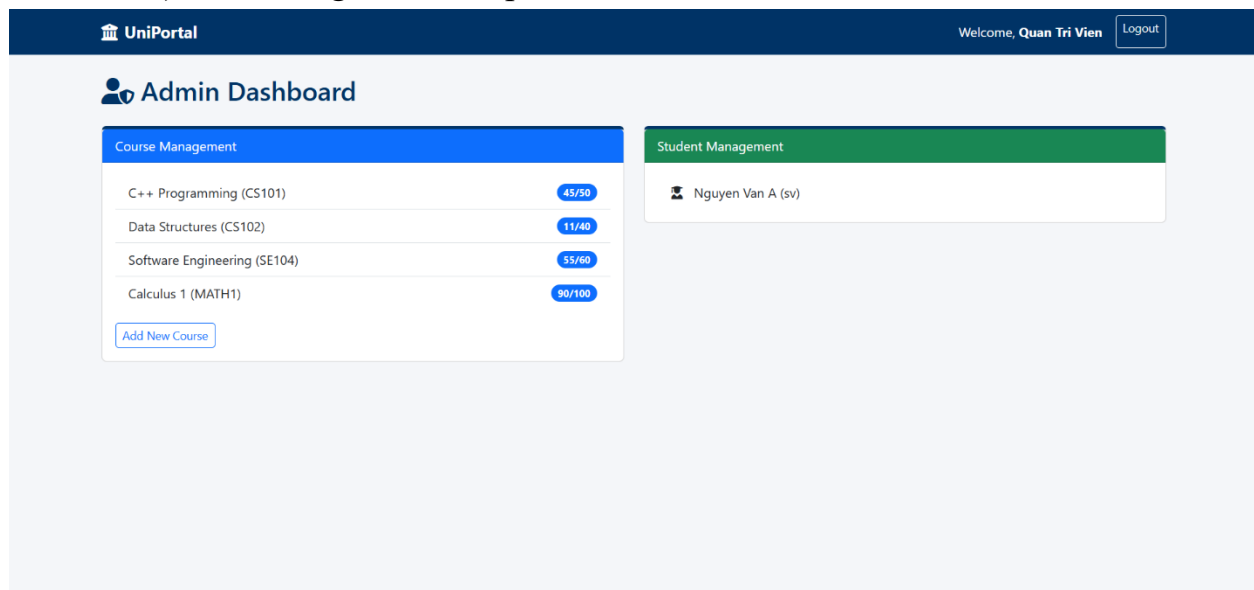 UniPortal
Welcome, Quan Tri Vien Logout
Admin Dashboard
Course Management
C++ Programming (CS101) 45/50
Data Structures (CS102) 11/40
Software Engineering (SE104) 55/60
Calculus 1 (MATH1) 90/100
Add New Course
Student Management
Nguyen Van A (sv)